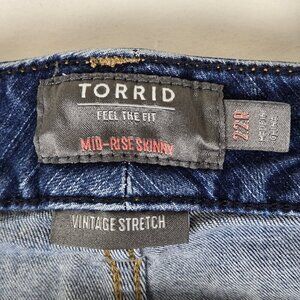 TORRID
FEEL THE FIT
MID-RISE SKINNY
22R
VINTAGE STRETCH